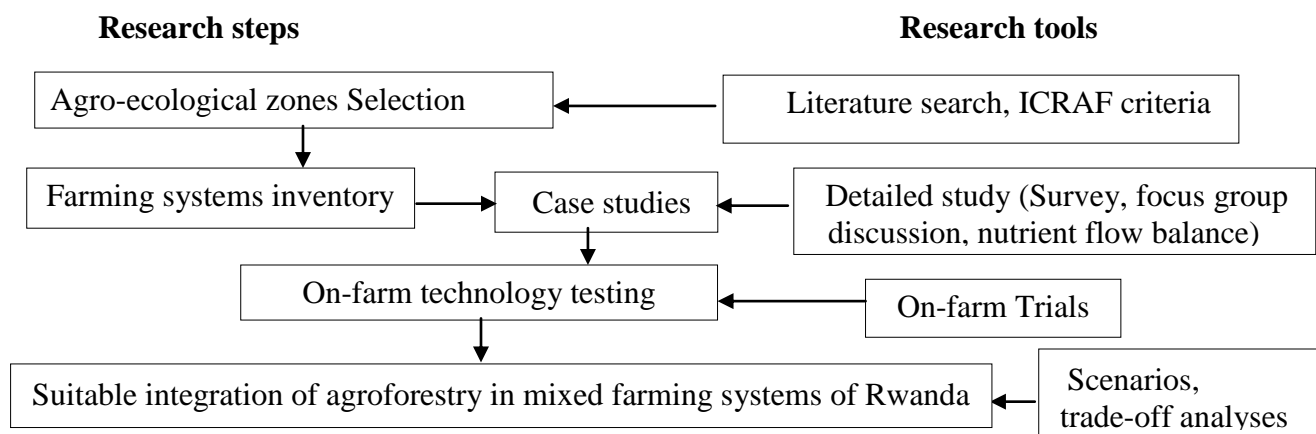 Research steps
Research tools
Agro-ecological zones Selection
Literature search, ICRAF criteria
Farming systems inventory
Case studies
Detailed study (Survey, focus group
discussion, nutrient flow balance)
On-farm technology testing
On-farm Trials
Suitable integration of agroforestry in mixed farming systems of Rwanda
Scenarios,
trade-off analyses